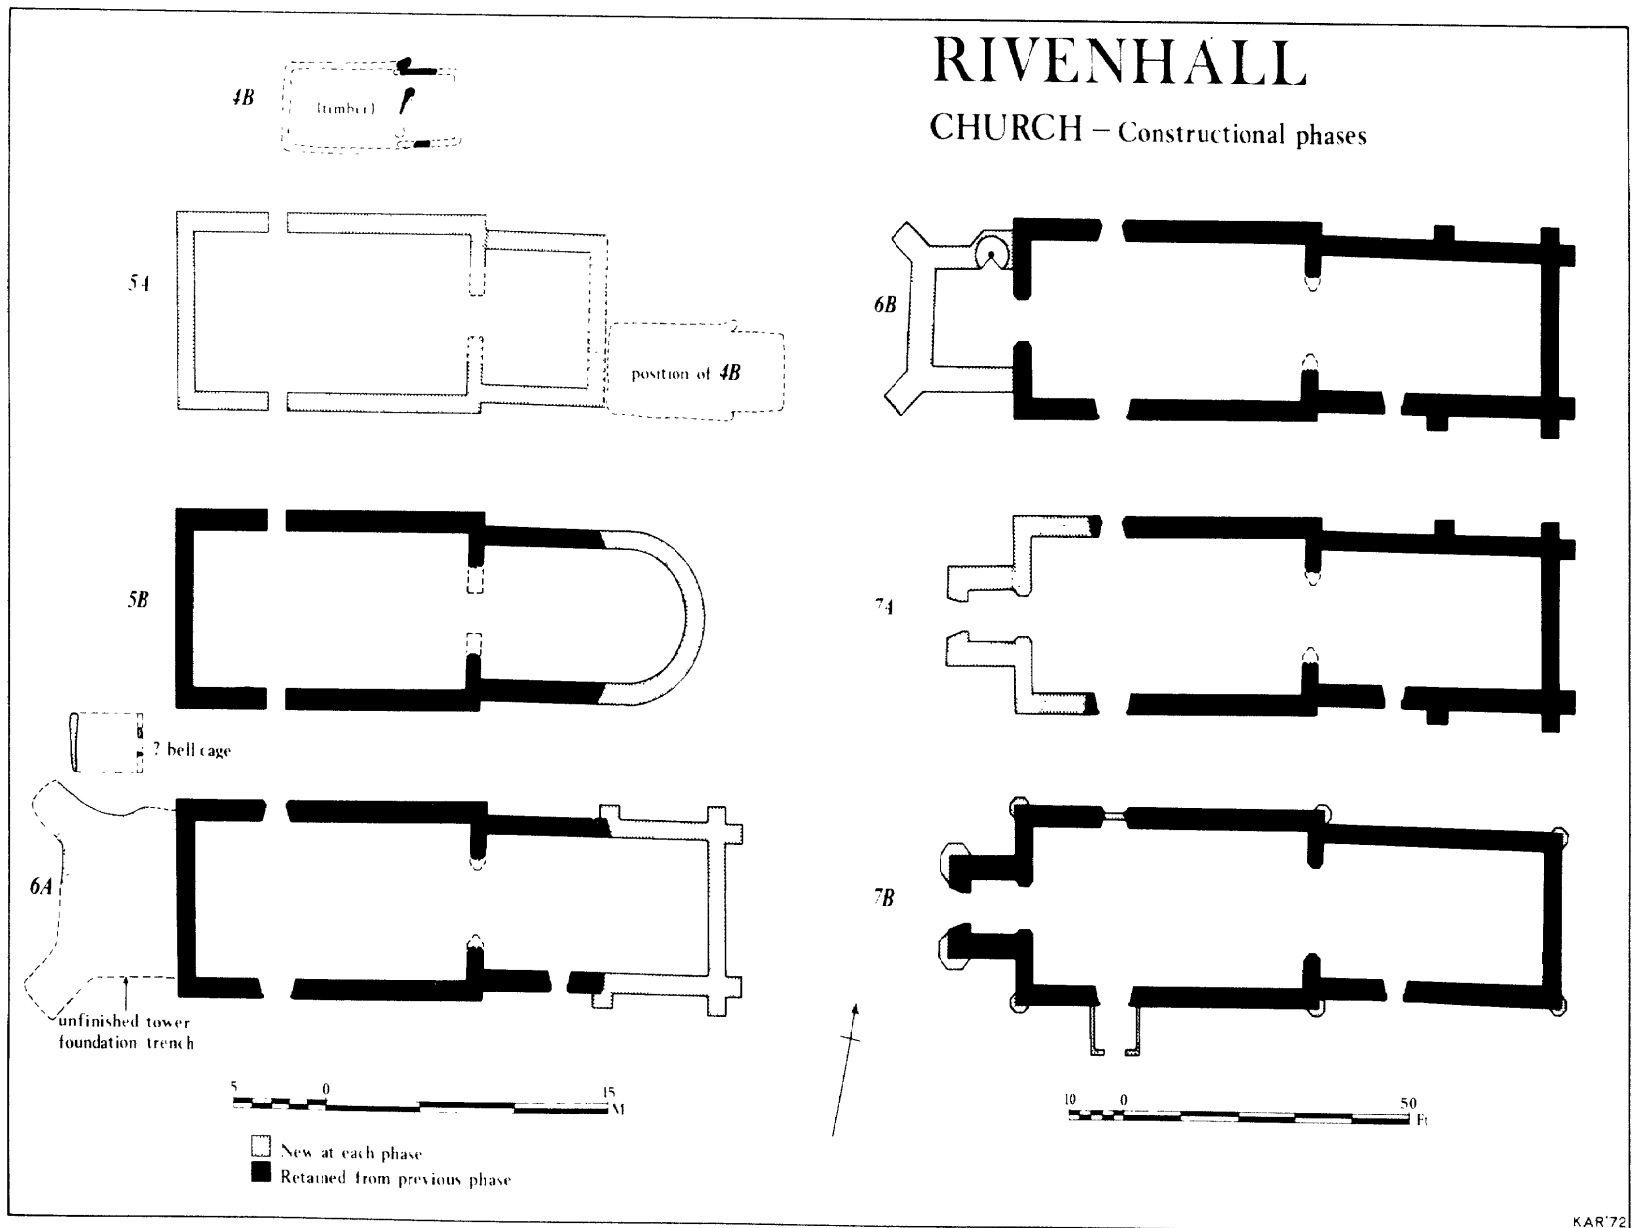 RIVENHALL
CHURCH – Constructional phases
4B
(timber)
5A
position of 4B
5B
? bell cage
6A
unfinished tower
foundation trench
6B
7A
7B
5 0 15
M
10 0 50
Ft
New at each phase
Retained from previous phase
KAR'72